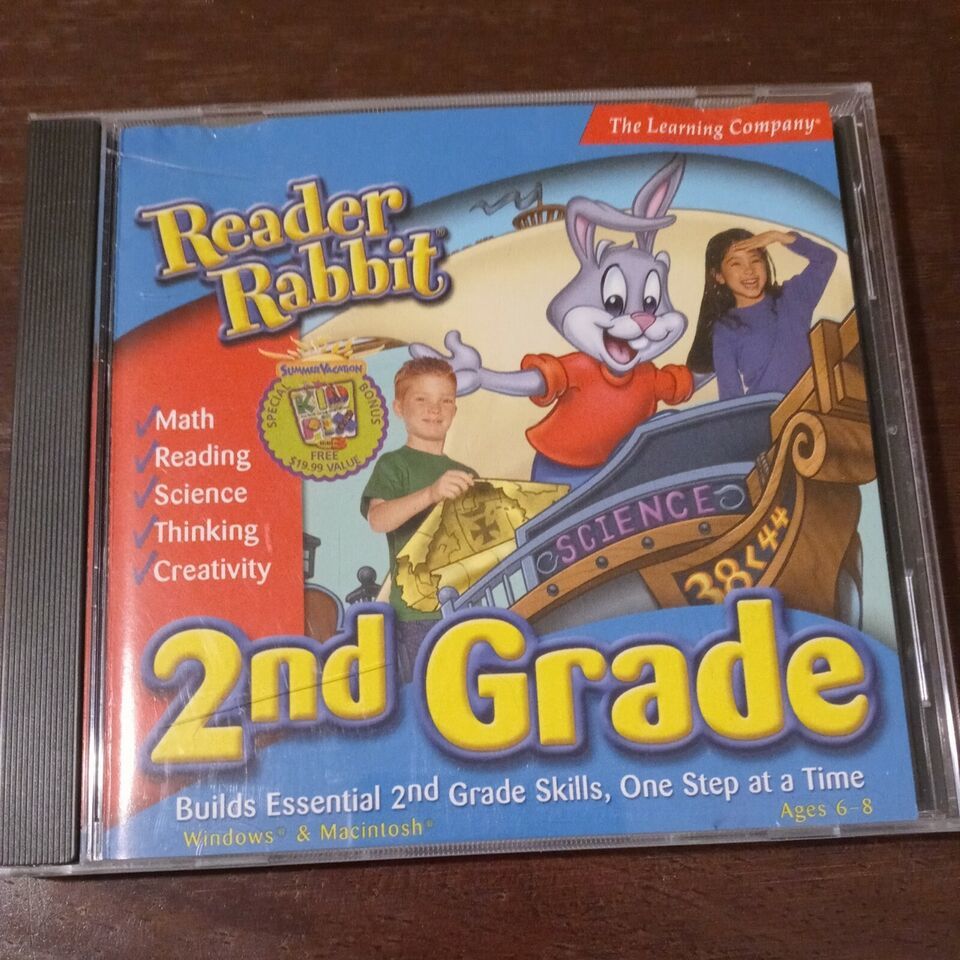 The Learning Company®
Reader
Rabbit®
SUMMER VACATION
SPECIAL
BONUS
KID
PIX
FREE
$19.99 VALUE
Math
Reading
Science
Thinking
Creativity
SCIENCE
38<44
2nd Grade
Builds Essential 2nd Grade Skills, One Step at a Time
Windows® & Macintosh®
Ages 6–8